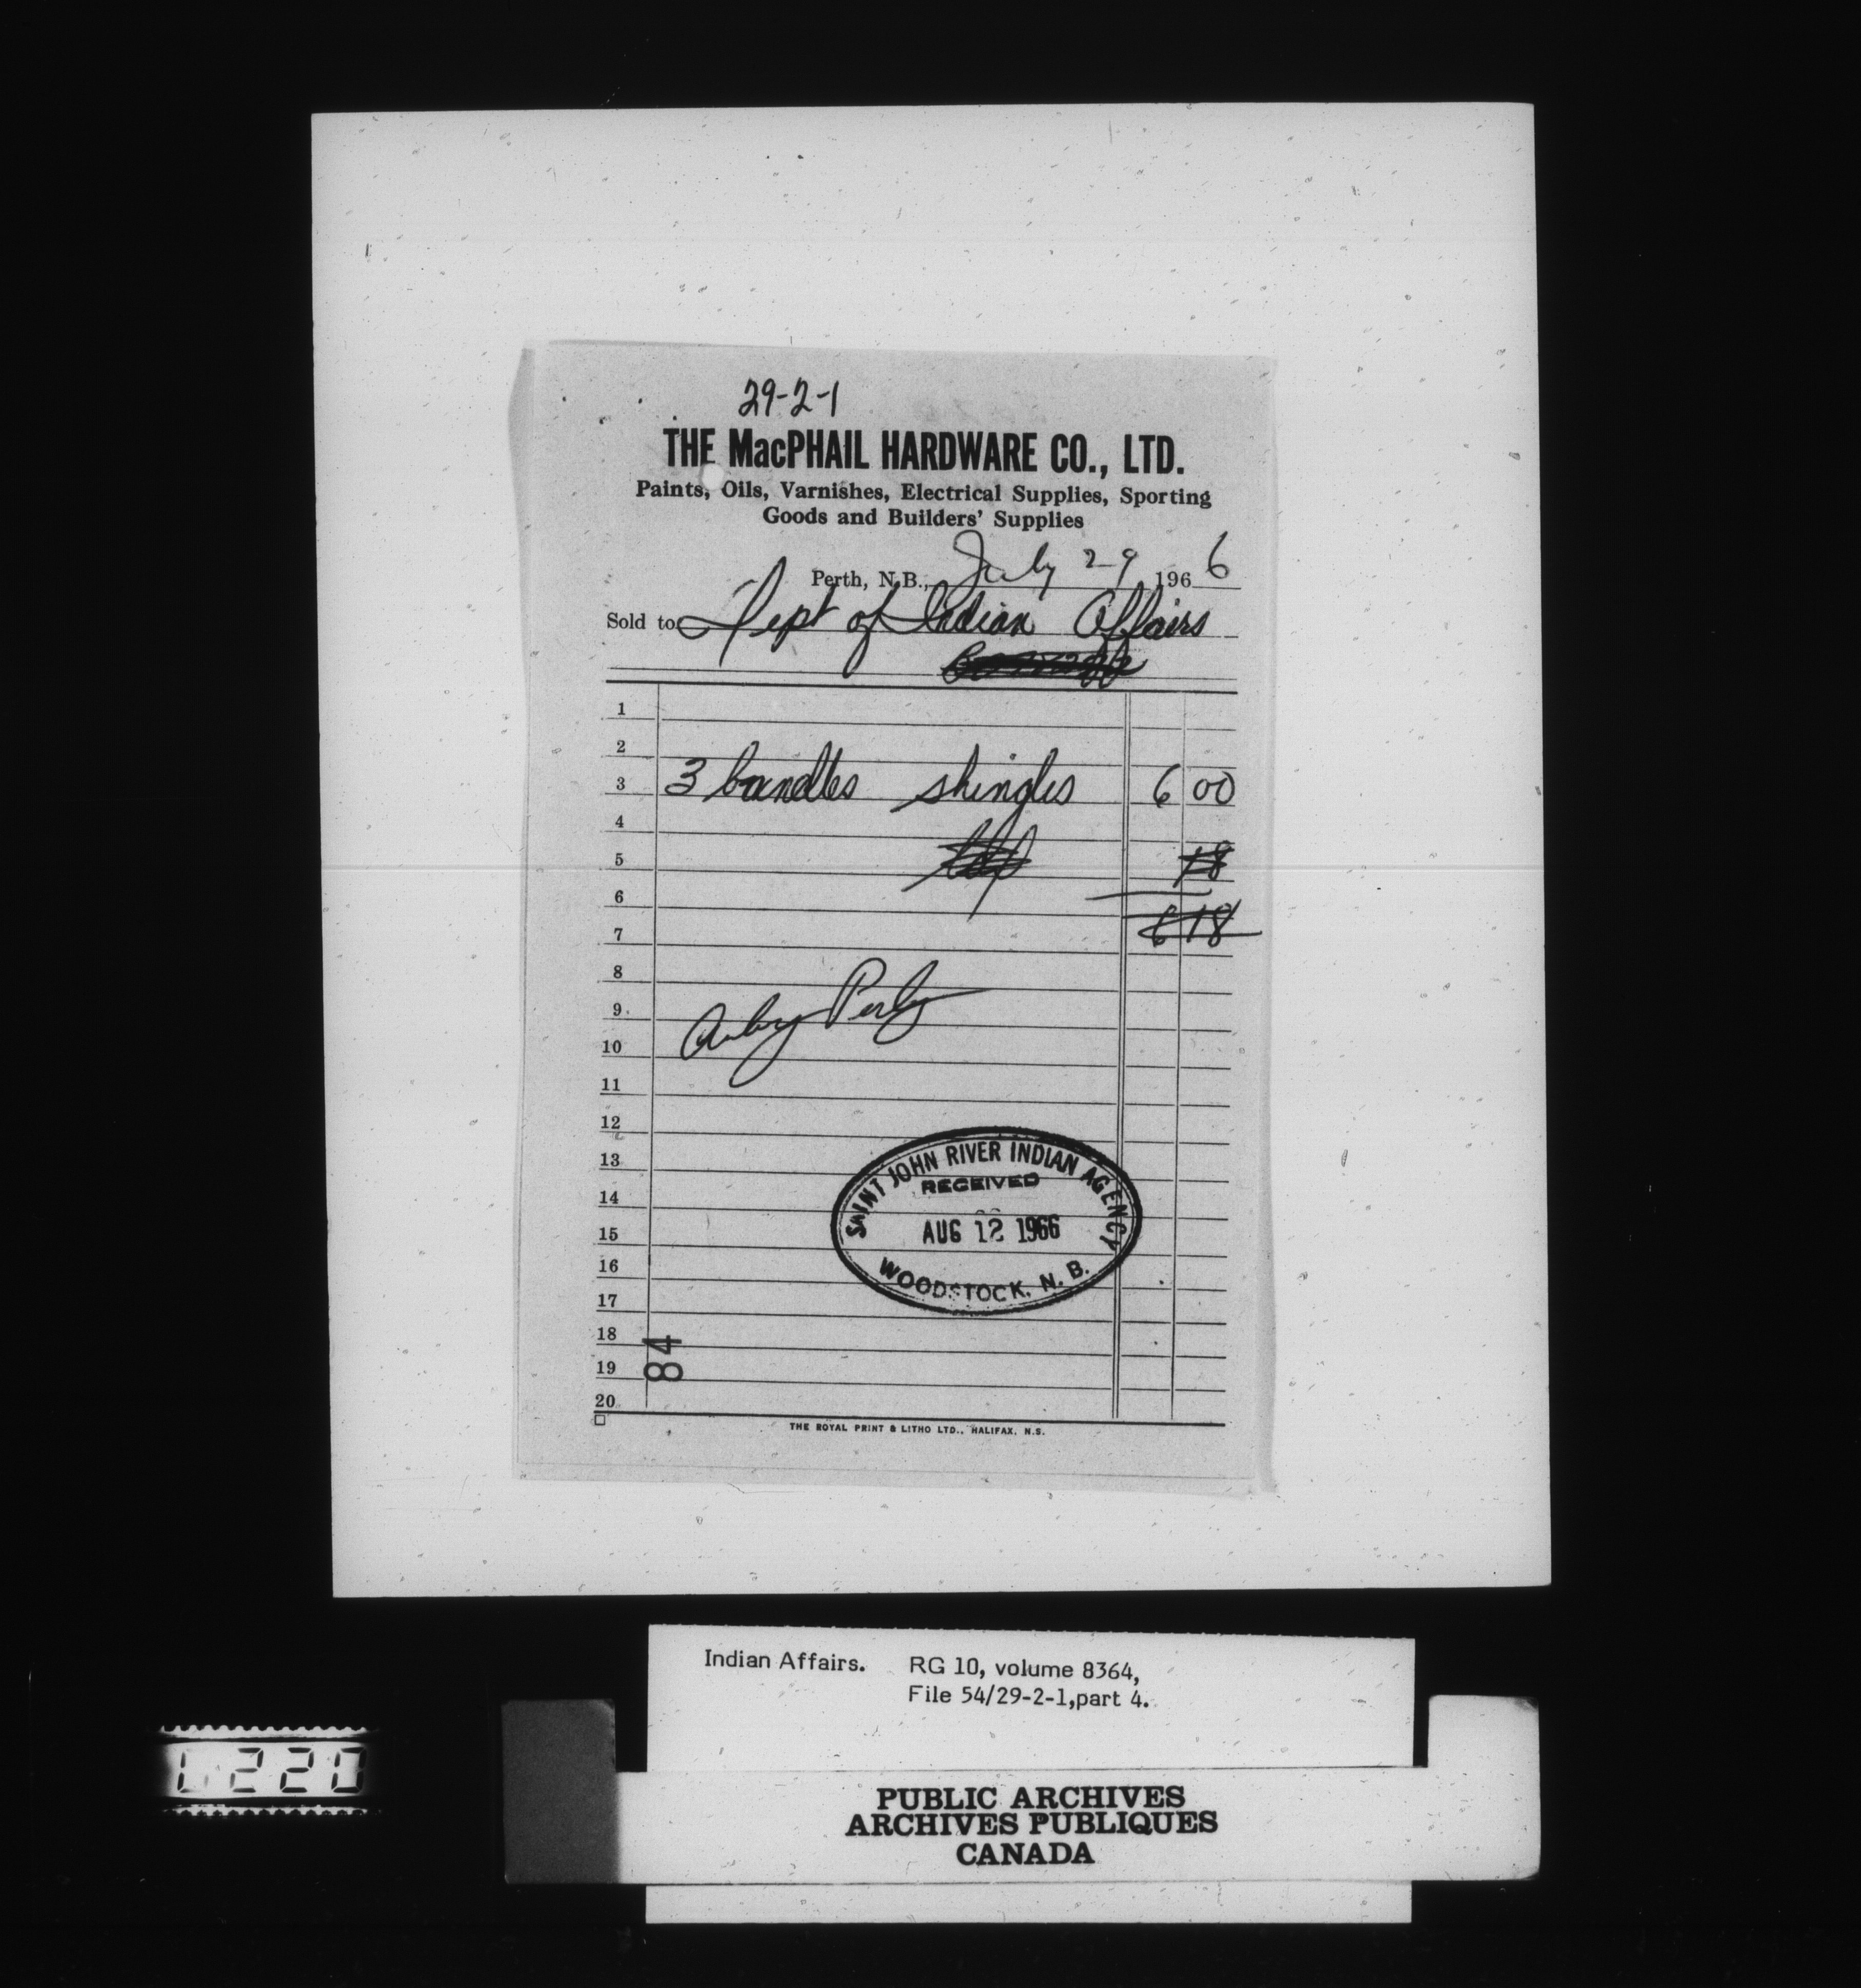 29-2-1
THE MacPHAIL HARDWARE CO., LTD.
Paints, Oils, Varnishes, Electrical Supplies, Sporting
Goods and Builders' Supplies
Perth, N.B., July 29 1966
Sold to Dept of Indian Affairs
1
2
3 3 bundles shingles 6 00
4
5 18
6
7 6 18
8
9
Perley
10
11
12
13
14
15
16
17
18
19
20
SAINT JOHN RIVER INDIAN AGENCY
RECEIVED
AUG 12 1966
WOODSTOCK, N. B.
84
THE ROYAL PRINT & LITHO LTD., HALIFAX, N.S.
Indian Affairs. RG 10, volume 8364,
File 54/29-2-1,part 4.
L 220
PUBLIC ARCHIVES
ARCHIVES PUBLIQUES
CANADA